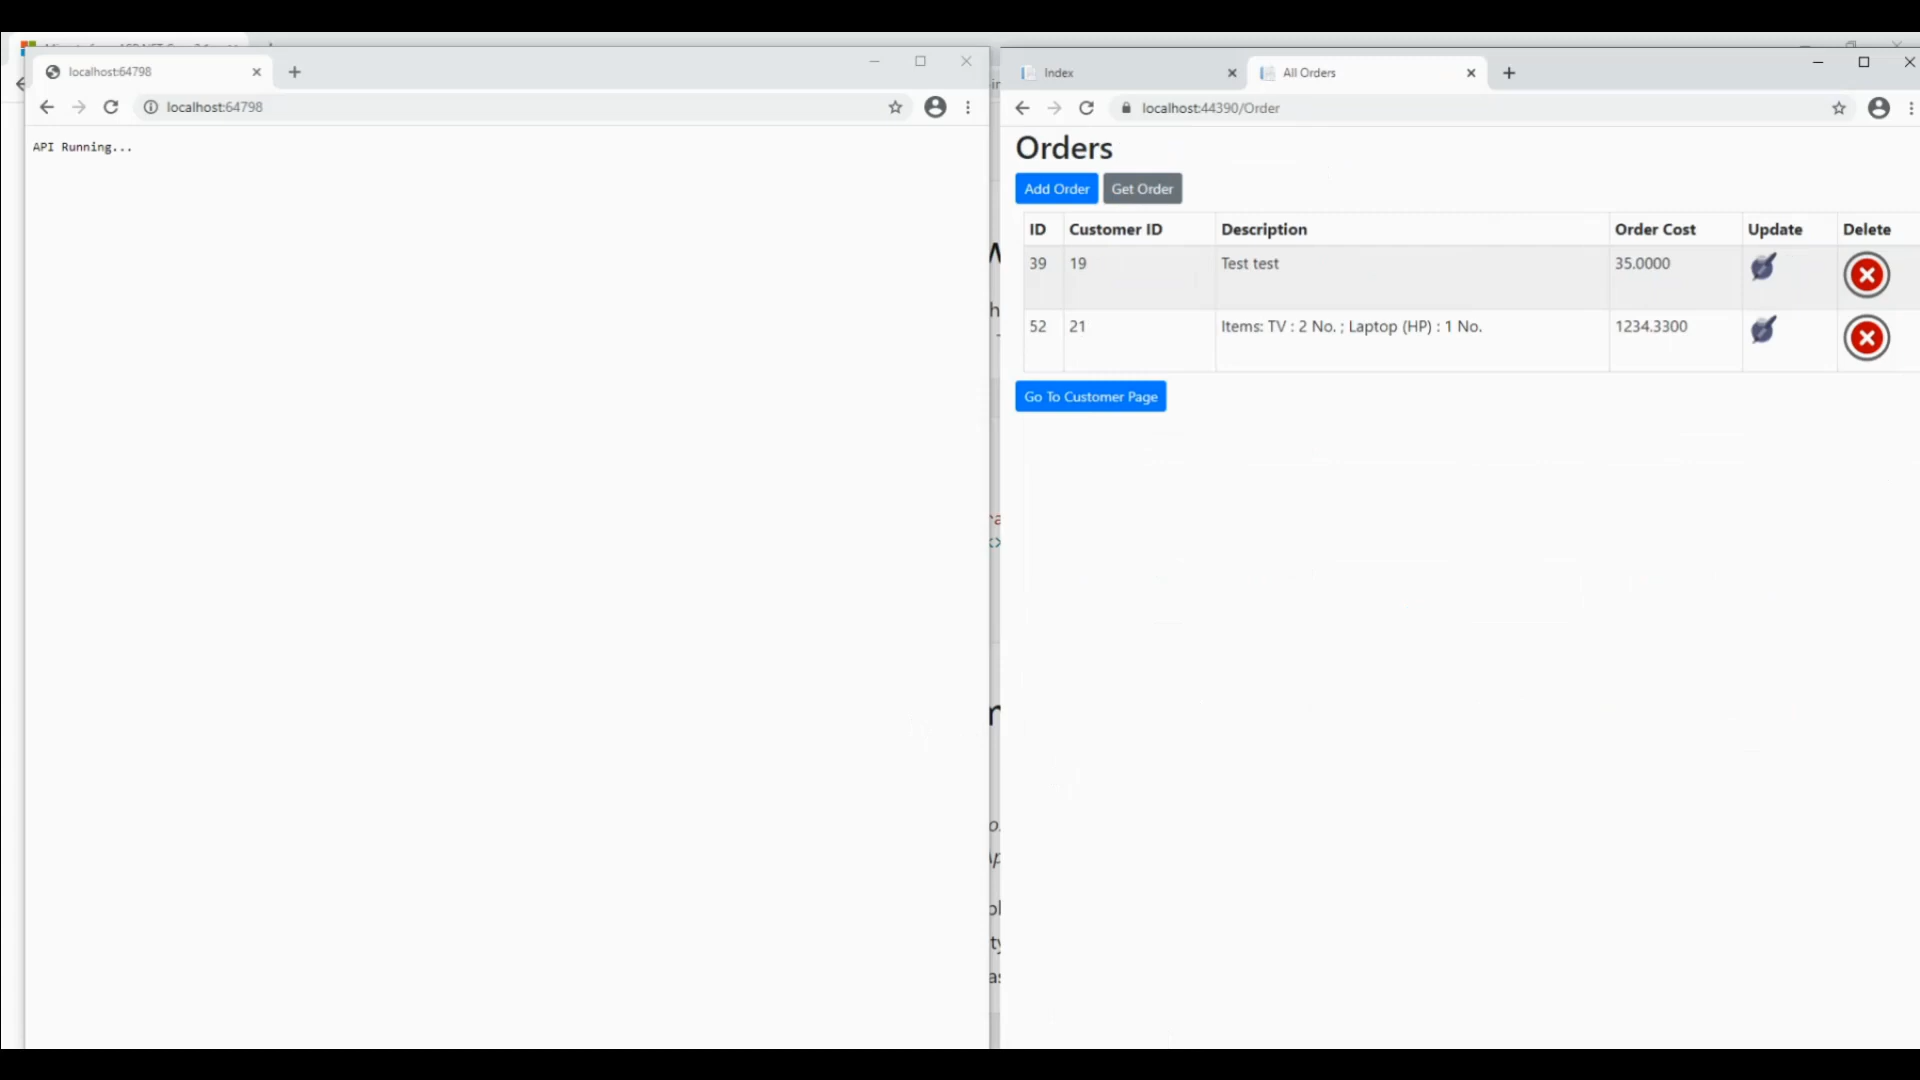 localhost:64798
localhost:64798
API Running...
Index
All Orders
localhost:44390/Order
Orders
Add Order Get Order
ID Customer ID Description Order Cost Update Delete
39 19 Test test 35.0000
52 21 Items: TV : 2 No. ; Laptop (HP) : 1 No. 1234.3300
Go To Customer Page